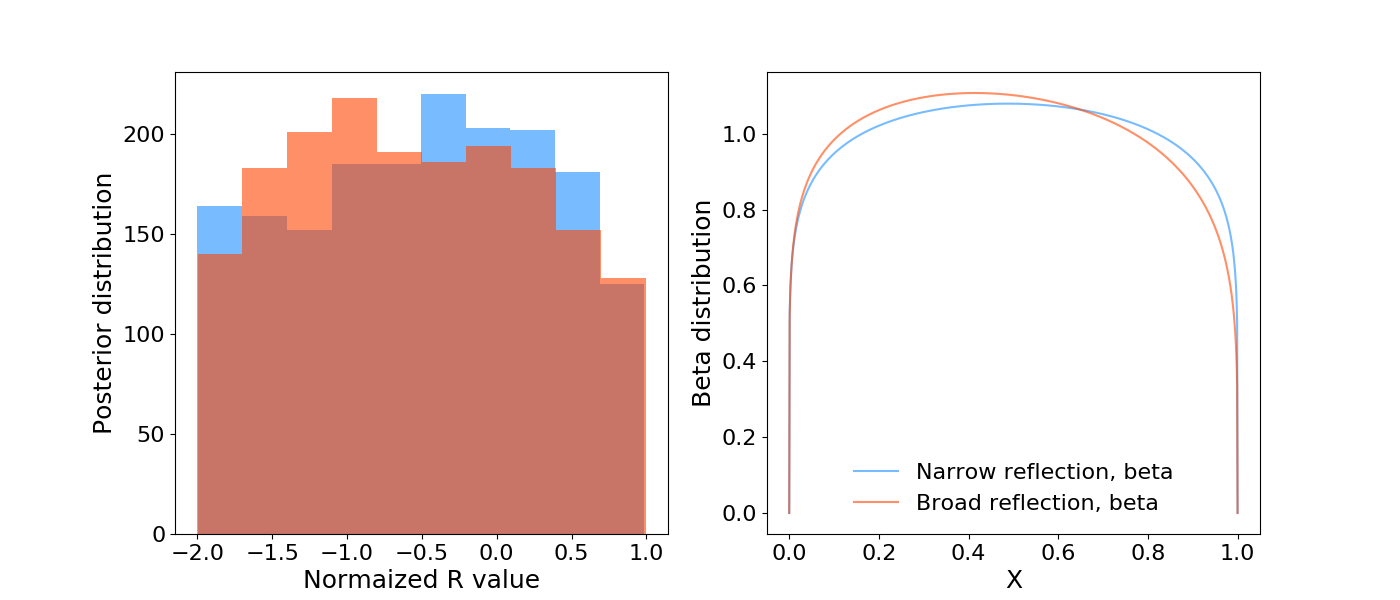 200
150
100
50
0
Posterior distribution
−2.0 −1.5 −1.0 −0.5 0.0 0.5 1.0
Normaized R value
1.0
0.8
0.6
0.4
0.2
0.0
Beta distribution
Narrow reflection, beta
Broad reflection, beta
0.0 0.2 0.4 0.6 0.8 1.0
X